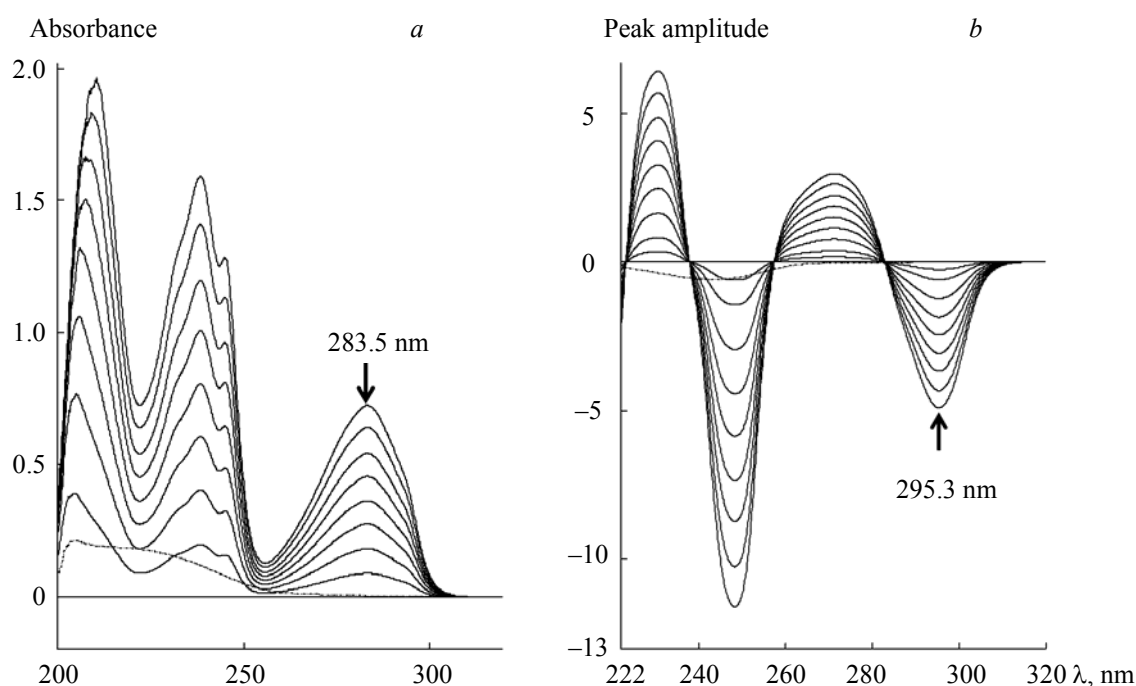 Absorbance a
2.0
1.5
1.0
0.5
0
283.5 nm
200 250 300
Peak amplitude b
5
0
–5
–10
–13
295.3 nm
222 240 260 280 300 320 λ, nm